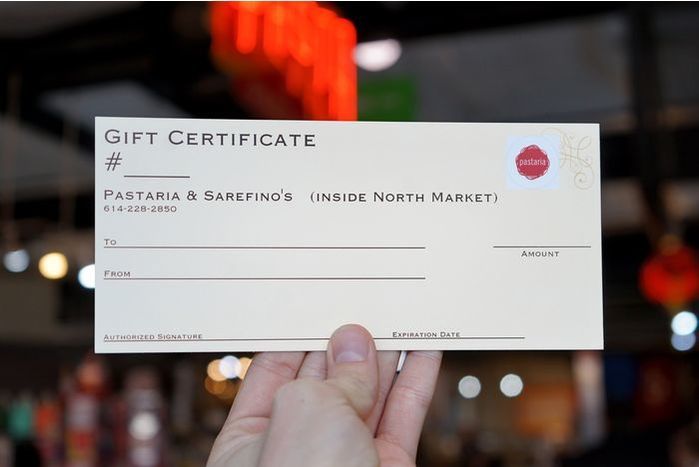 GIFT CERTIFICATE
#
pastaria
PASTARIA & SAREFINO'S (INSIDE NORTH MARKET)
614-228-2850
TO
AMOUNT
FROM
AUTHORIZED SIGNATURE EXPIRATION DATE